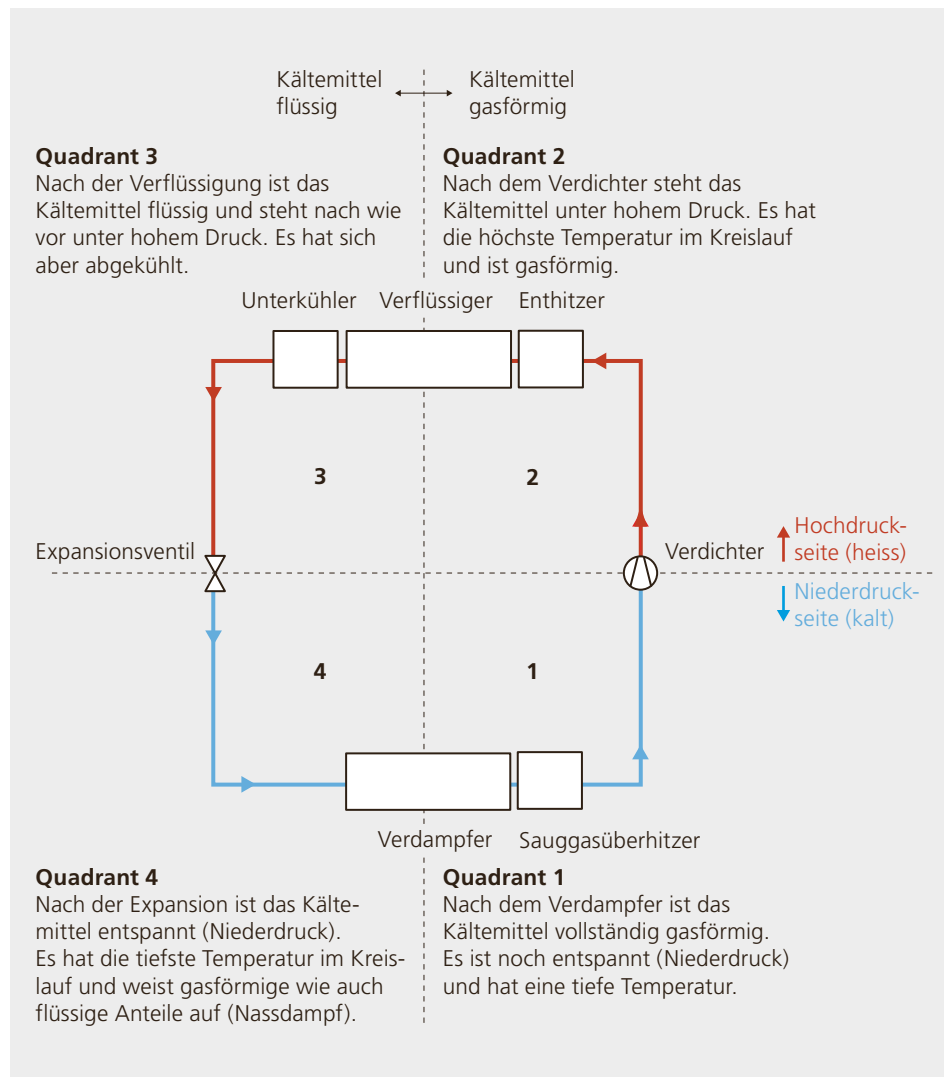 Kältemittel
flüssig
Kältemittel
gasförmig
Quadrant 3
Nach der Verflüssigung ist das
Kältemittel flüssig und steht nach wie
vor unter hohem Druck. Es hat sich
aber abgekühlt.
Quadrant 2
Nach dem Verdichter steht das
Kältemittel unter hohem Druck. Es hat
die höchste Temperatur im Kreislauf
und ist gasförmig.
Unterkühler
Verflüssiger
Enthitzer
3
2
Expansionsventil
Verdichter
Hochdruck-
seite (heiss)
Niederdruck-
seite (kalt)
4
1
Verdampfer
Sauggasüberhitzer
Quadrant 4
Nach der Expansion ist das Kälte-
mittel entspannt (Niederdruck).
Es hat die tiefste Temperatur im Kreis-
lauf und weist gasförmige wie auch
flüssige Anteile auf (Nassdampf).
Quadrant 1
Nach dem Verdampfer ist das
Kältemittel vollständig gasförmig.
Es ist noch entspannt (Niederdruck)
und hat eine tiefe Temperatur.